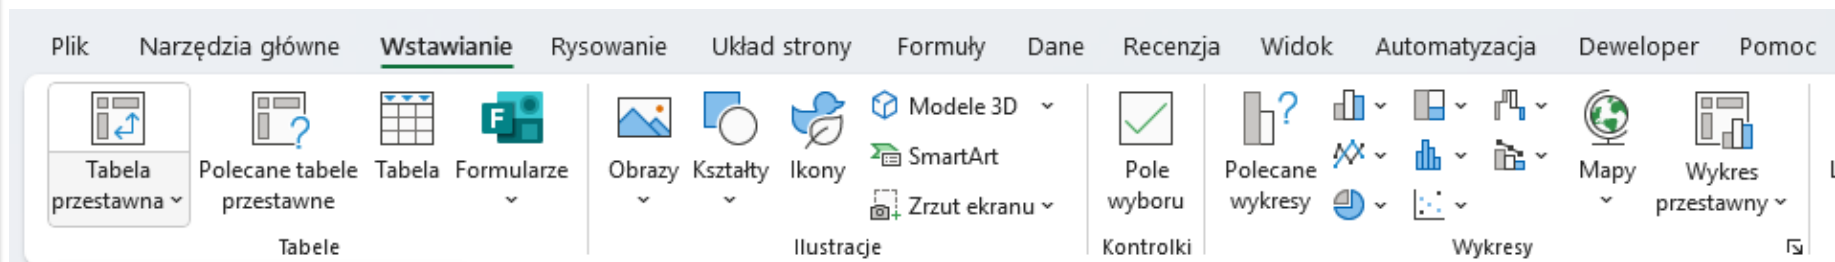 Plik Narzędzia główne Wstawianie Rysowanie Układ strony Formuły Dane Recenzja Widok Automatyzacja Deweloper Pomoc
Tabela
przestawna
Polecane tabele
przestawne
Tabela
Formularze
Tabele
Obrazy
Kształty
Ikony
Modele 3D
SmartArt
Zrzut ekranu
Ilustracje
Pole
wyboru
Kontrolki
Polecane
wykresy
Mapy
Wykres
przestawny
Wykresy